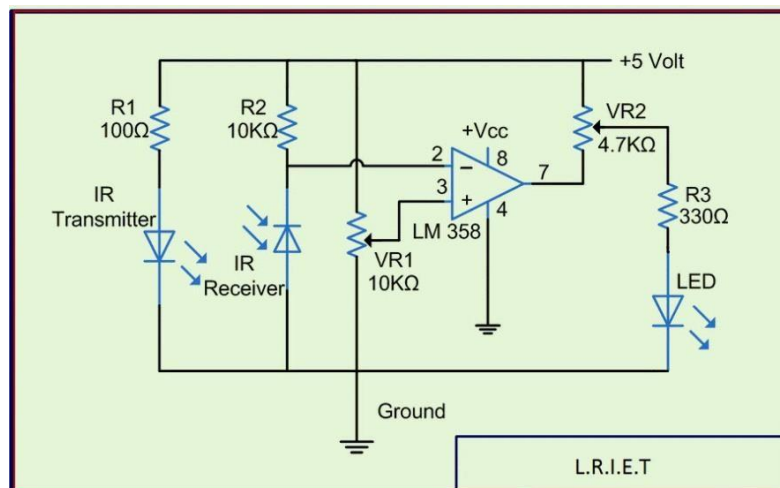 +5 Volt
R1
100Ω
R2
10KΩ
VR2
4.7KΩ
+Vcc
2
8
7
3
4
LM 358
R3
330Ω
IR
Transmitter
IR
Receiver
VR1
10KΩ
LED
Ground
L.R.I.E.T